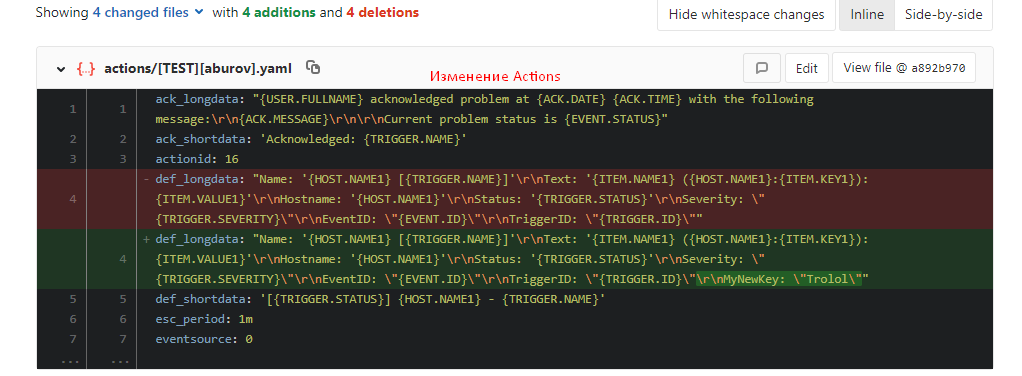 Showing 4 changed files with 4 additions and 4 deletions
Hide whitespace changes Inline Side-by-side
{..} actions/[TEST][aburov].yaml Изменение Actions Edit View file @ a892b970
1 1 ack_longdata: "{USER.FULLNAME} acknowledged problem at {ACK.DATE} {ACK.TIME} with the following
message:\r\n{ACK.MESSAGE}\r\n\r\nCurrent problem status is {EVENT.STATUS}"
2 2 ack_shortdata: 'Acknowledged: {TRIGGER.NAME}'
3 3 actionid: 16
4 - def_longdata: "Name: '{HOST.NAME1} [{TRIGGER.NAME}]'\r\nText: '{ITEM.NAME1} ({HOST.NAME1}:{ITEM.KEY1}):
{ITEM.VALUE1}'\r\nHostname: '{HOST.NAME1}'\r\nStatus: '{TRIGGER.STATUS}'\r\nSeverity: \"
{TRIGGER.SEVERITY}\"\r\nEventID: \"{EVENT.ID}\"\r\nTriggerID: \"{TRIGGER.ID}\""
4 + def_longdata: "Name: '{HOST.NAME1} [{TRIGGER.NAME}]'\r\nText: '{ITEM.NAME1} ({HOST.NAME1}:{ITEM.KEY1}):
{ITEM.VALUE1}'\r\nHostname: '{HOST.NAME1}'\r\nStatus: '{TRIGGER.STATUS}'\r\nSeverity: \"
{TRIGGER.SEVERITY}\"\r\nEventID: \"{EVENT.ID}\"\r\nTriggerID: \"{TRIGGER.ID}\"\r\nMyNewKey: \"Trolol\""
5 5 def_shortdata: '[{TRIGGER.STATUS}] {HOST.NAME1} - {TRIGGER.NAME}'
6 6 esc_period: 1m
7 7 eventsource: 0
... ...